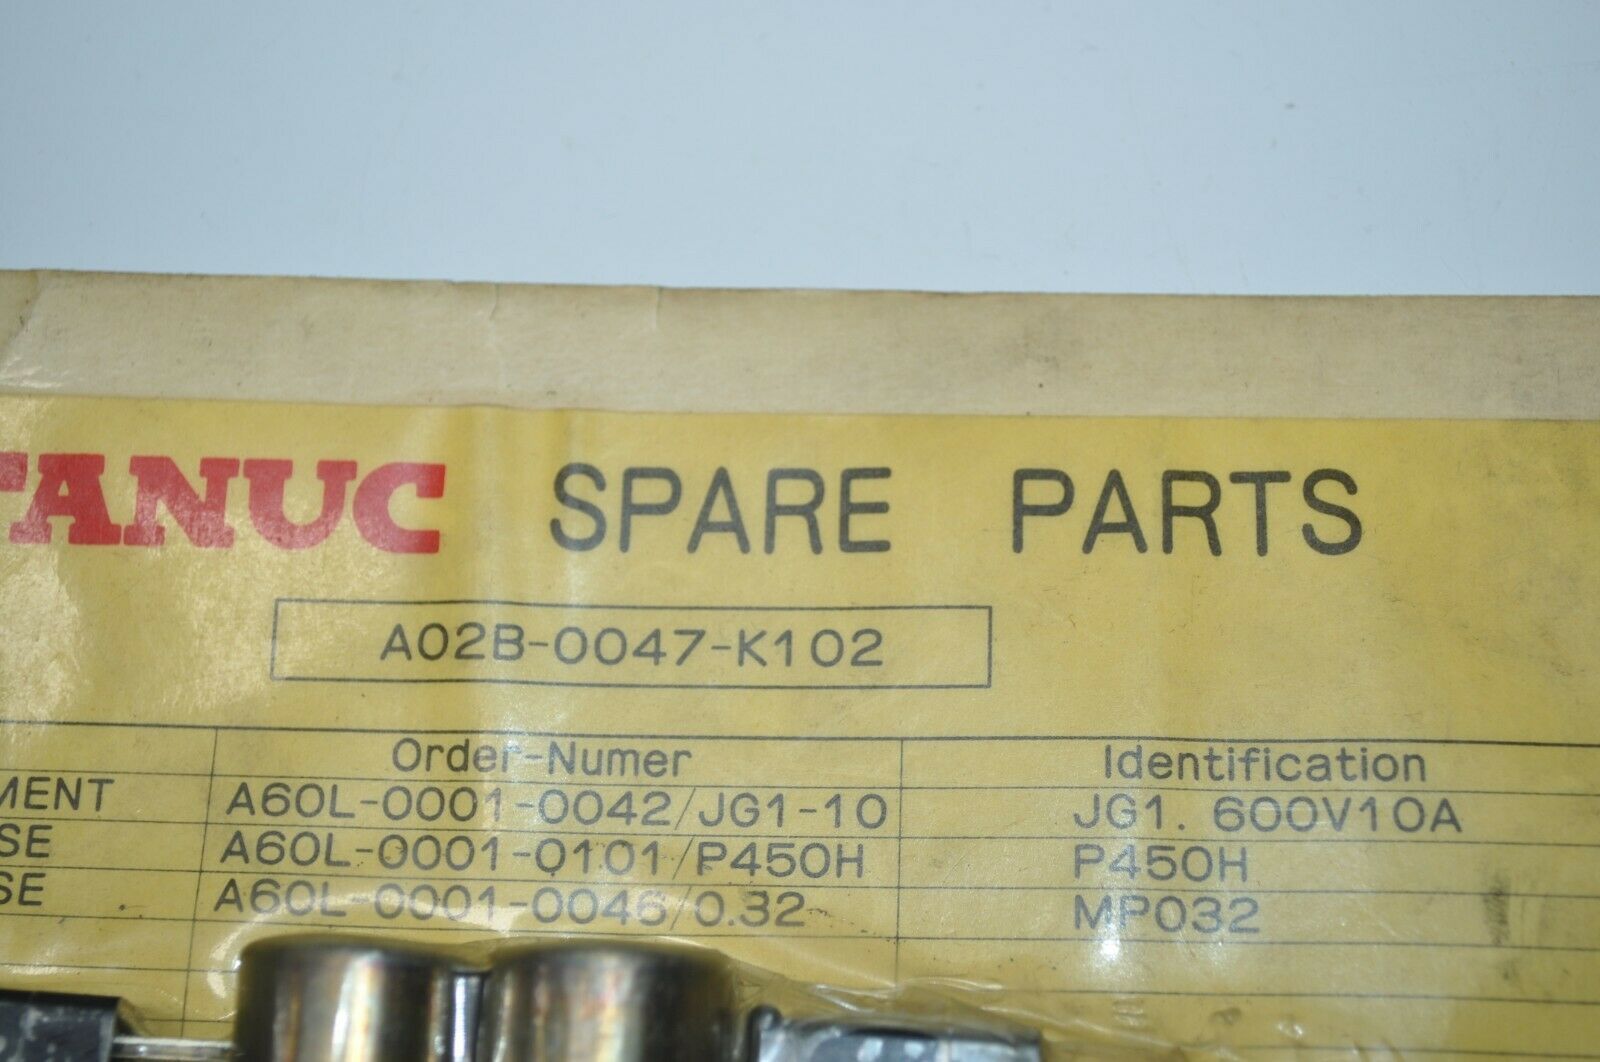 FANUC SPARE PARTS
A02B-0047-K102
Order-Numer Identification
MENT A60L-0001-0042/JG1-10 JG1. 600V10A
SE A60L-0001-0101/P450H P450H
SE A60L-0001-0046/0.32 MP032